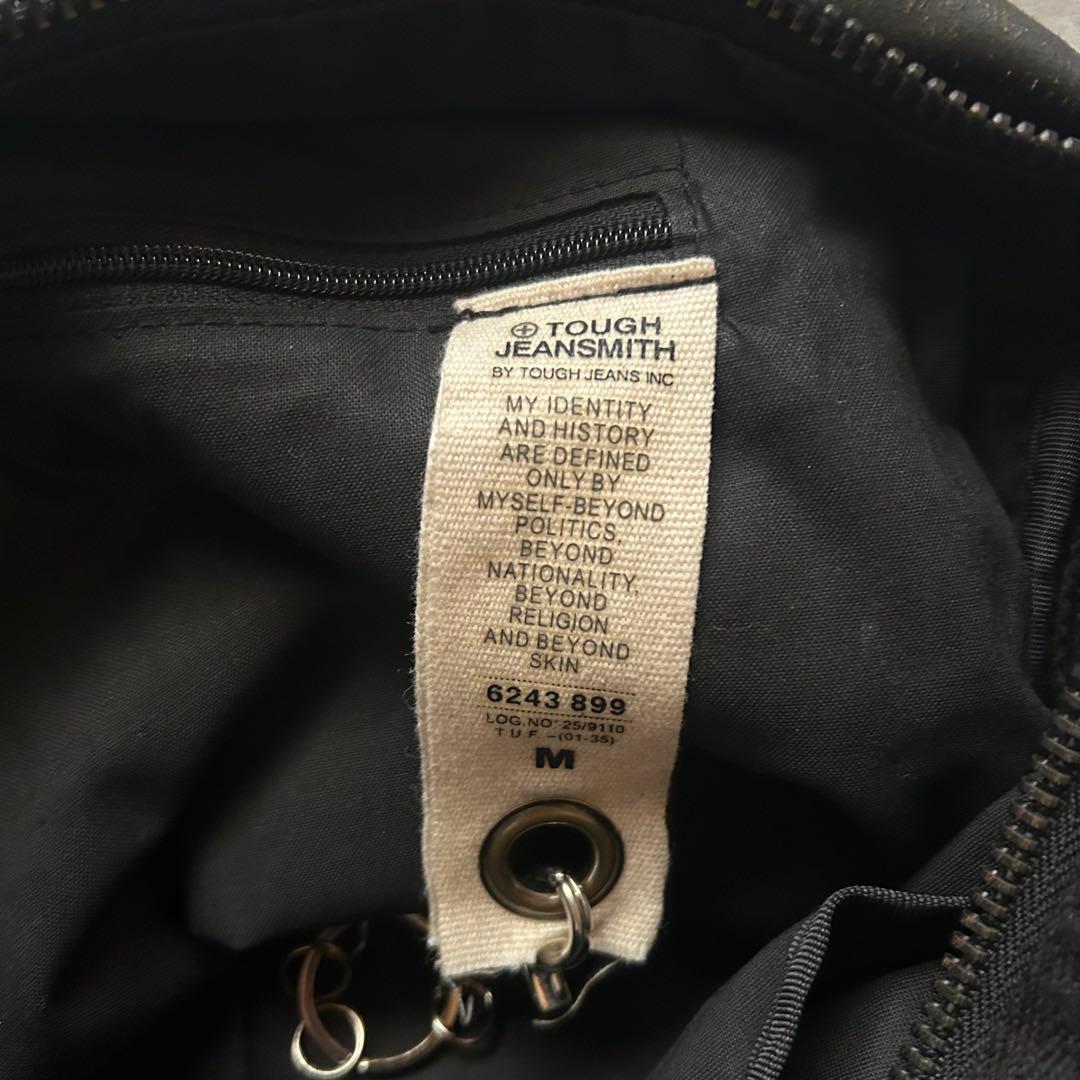 TOUGH
JEANSMITH
BY TOUGH JEANS INC
MY IDENTITY
AND HISTORY
ARE DEFINED
ONLY BY
MYSELF-BEYOND
POLITICS,
BEYOND
NATIONALITY,
BEYOND
RELIGION
AND BEYOND
SKIN
6243 899
LOG.NO' 25/9110
T U F -(01-35)
M